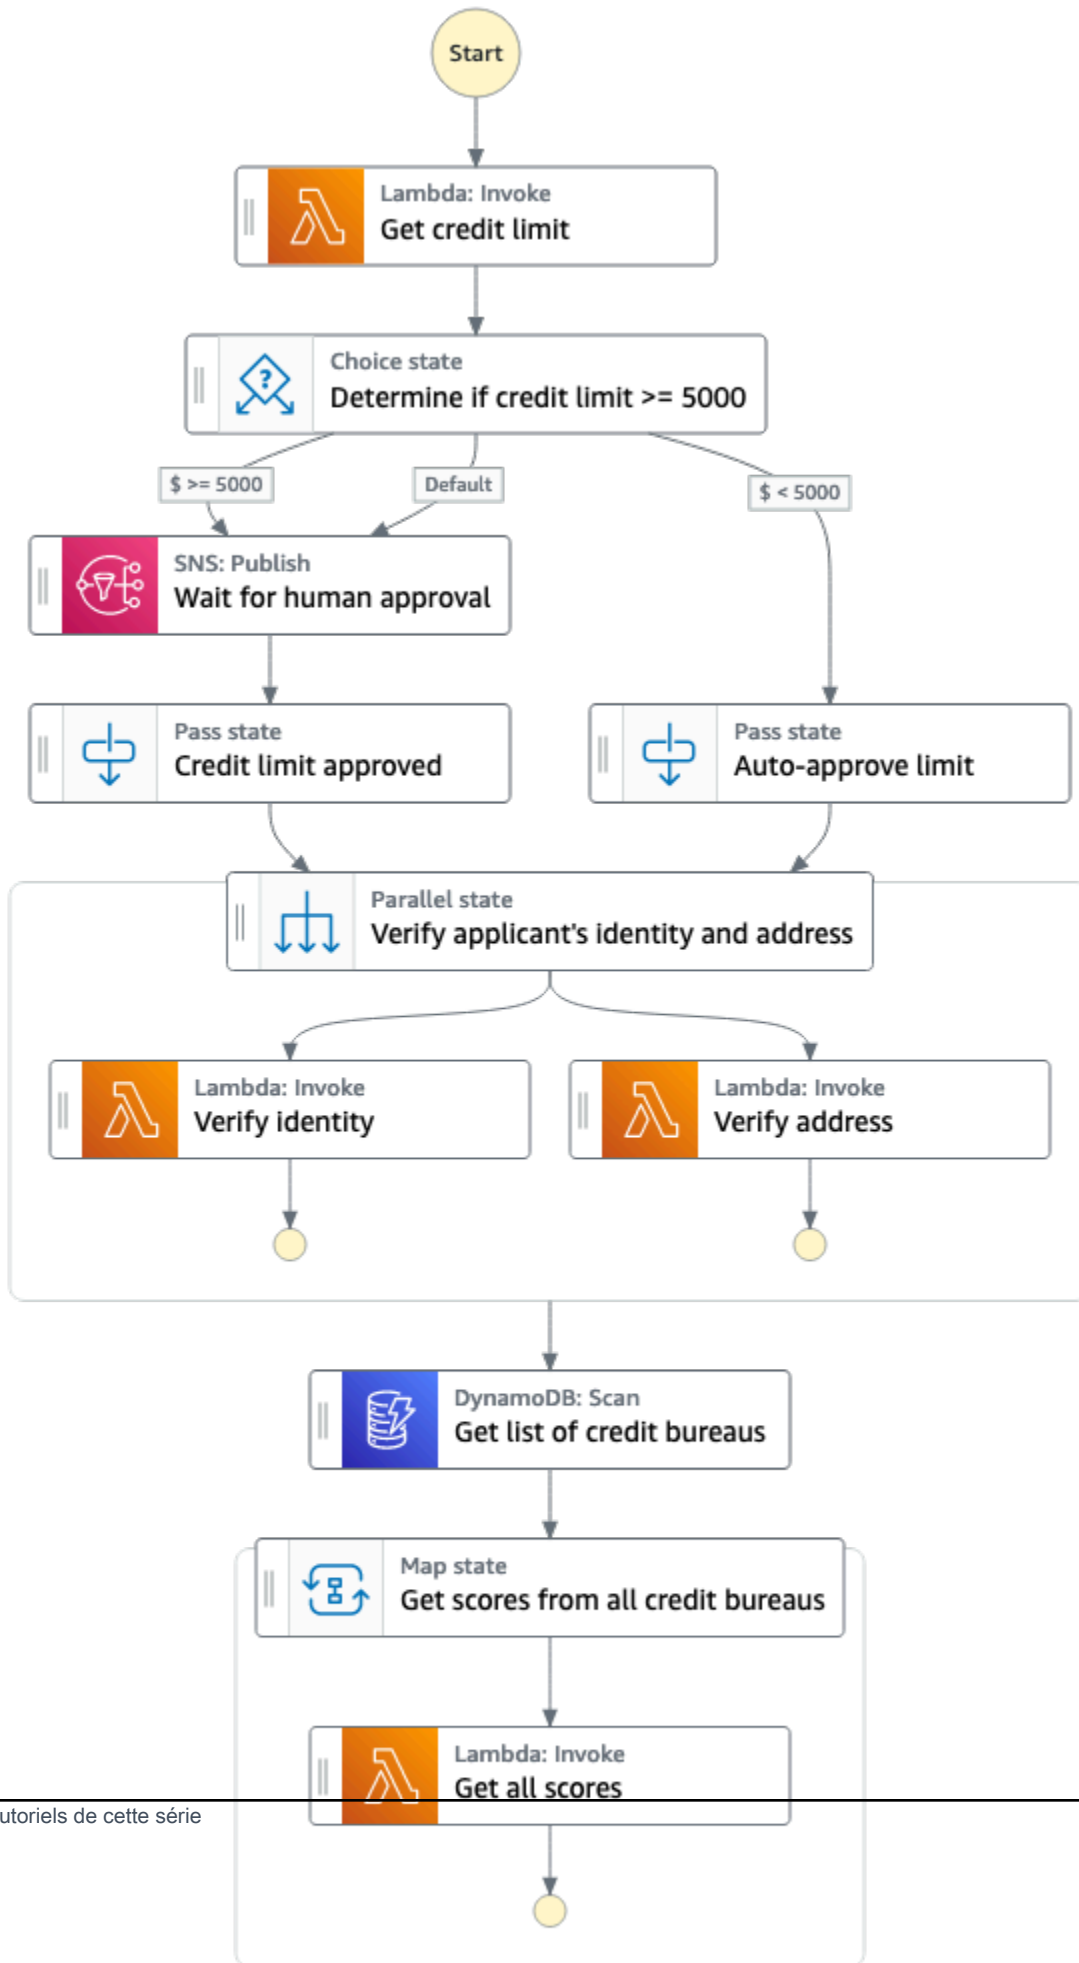 Start
Lambda: Invoke
Get credit limit
Choice state
Determine if credit limit >= 5000
$ >= 5000
Default
$ < 5000
SNS: Publish
Wait for human approval
Pass state
Credit limit approved
Pass state
Auto-approve limit
Parallel state
Verify applicant's identity and address
Lambda: Invoke
Verify identity
Lambda: Invoke
Verify address
DynamoDB: Scan
Get list of credit bureaus
Map state
Get scores from all credit bureaus
Lambda: Invoke
Get all scores
utoriels de cette série